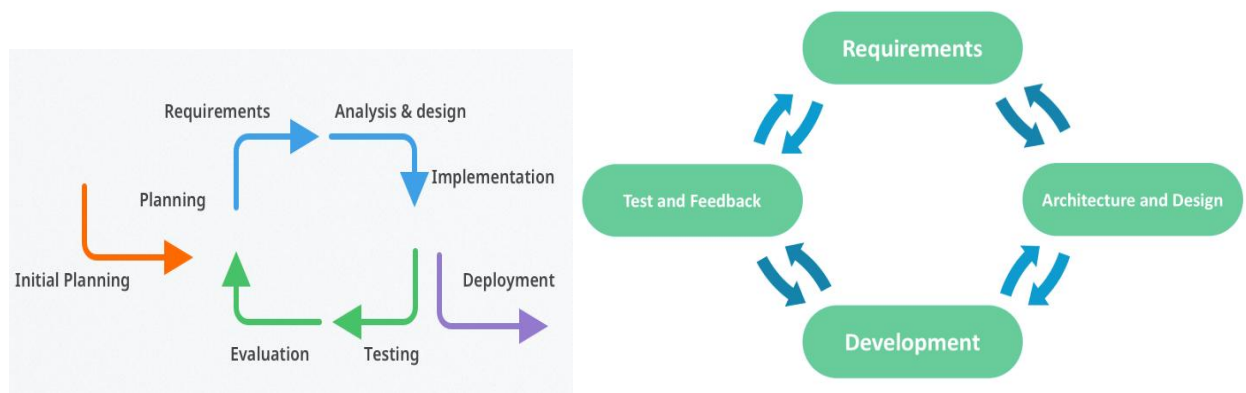 Requirements
Analysis & design
Planning
Implementation
Initial Planning
Deployment
Evaluation
Testing
Requirements
Test and Feedback
Architecture and Design
Development